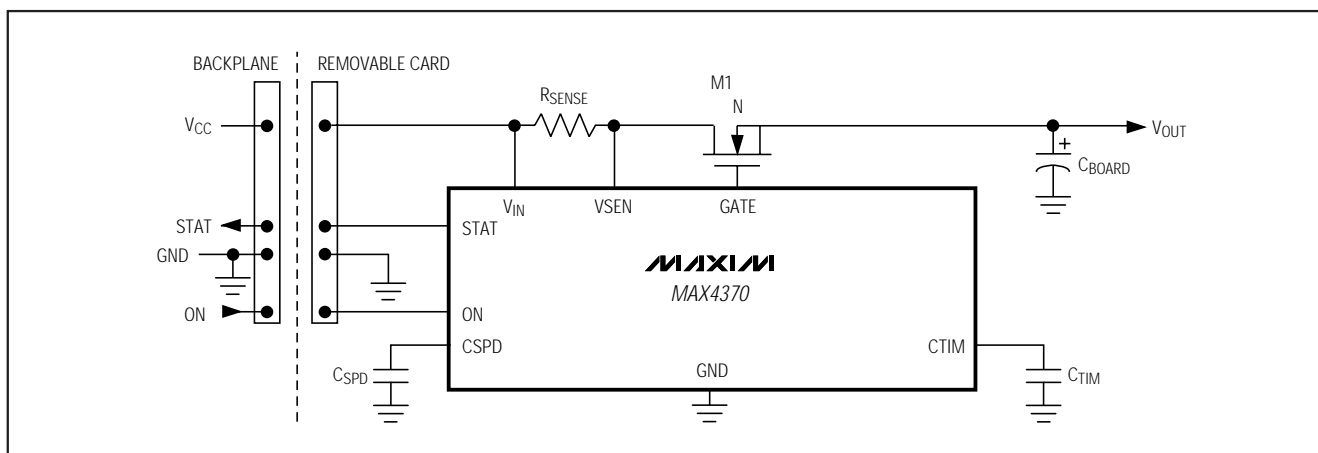 BACKPLANE
REMOVABLE CARD
M1
N
RSENSE
VCC
VOUT
+
CBOARD
VIN
VSEN
GATE
STAT
STAT
GND
MAXIM
MAX4370
ON
ON
CSPD
CTIM
GND
CSPD
CTIM